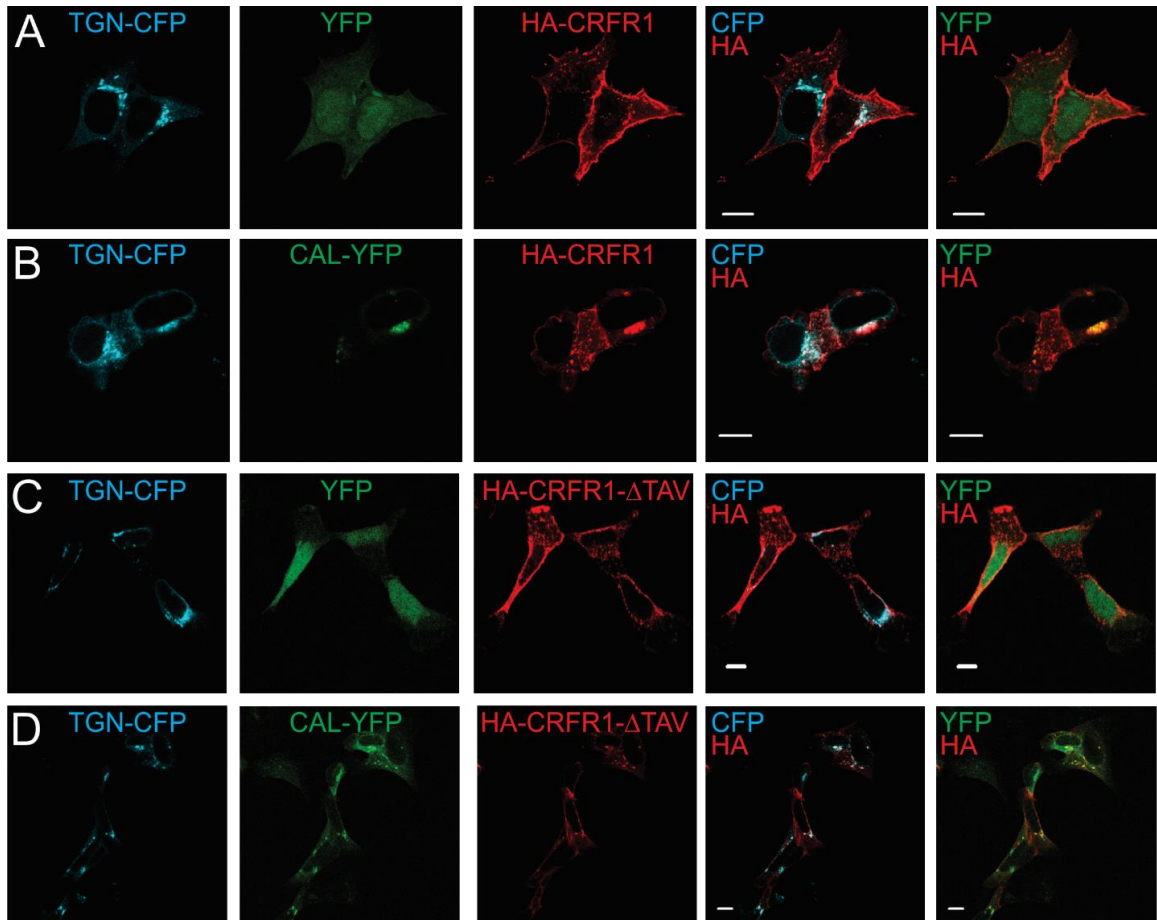 A TGN-CFP YFP HA-CRFR1 CFP YFP
HA HA
B TGN-CFP CAL-YFP HA-CRFR1 CFP YFP
HA HA
C TGN-CFP YFP HA-CRFR1-ΔTAV CFP YFP
HA HA
D TGN-CFP CAL-YFP HA-CRFR1-ΔTAV CFP YFP
HA HA